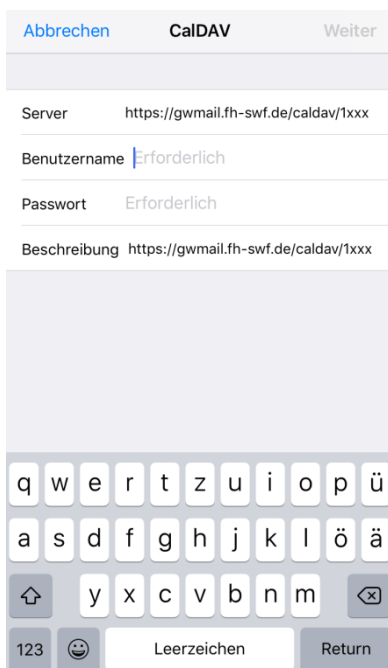 Abbrechen CalDAV Weiter
Server https://gwmail.fh-swf.de/caldav/1xxx
Benutzername Erforderlich
Passwort Erforderlich
Beschreibung https://gwmail.fh-swf.de/caldav/1xxx
q w e r t z u i o p ü
a s d f g h j k l ö ä
y x c v b n m
123 Leerzeichen Return